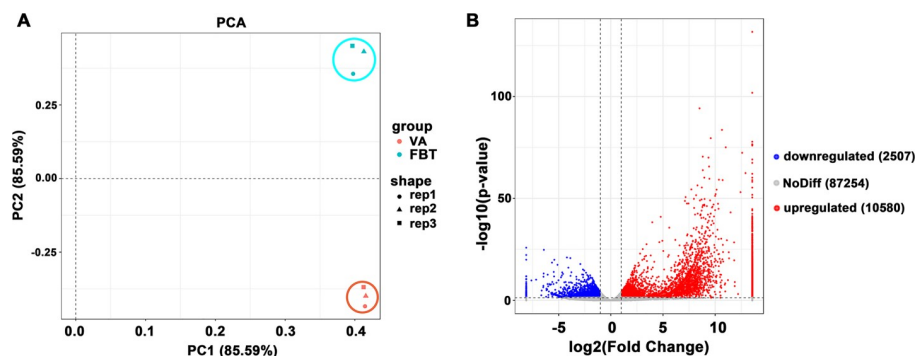 A
PCA
PC2 (85.59%)
0.25
0.00
-0.25
0.0
0.1
0.2
0.3
0.4
PC1 (85.59%)
group
VA
FBT
shape
rep1
rep2
rep3
B
-log10(p-value)
100
50
0
-5
0
5
10
log2(Fold Change)
downregulated (2507)
NoDiff (87254)
upregulated (10580)